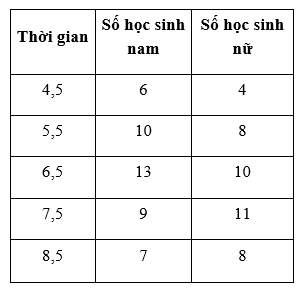 Thời gian Số học sinh nam Số học sinh nữ
4,5 6 4
5,5 10 8
6,5 13 10
7,5 9 11
8,5 7 8